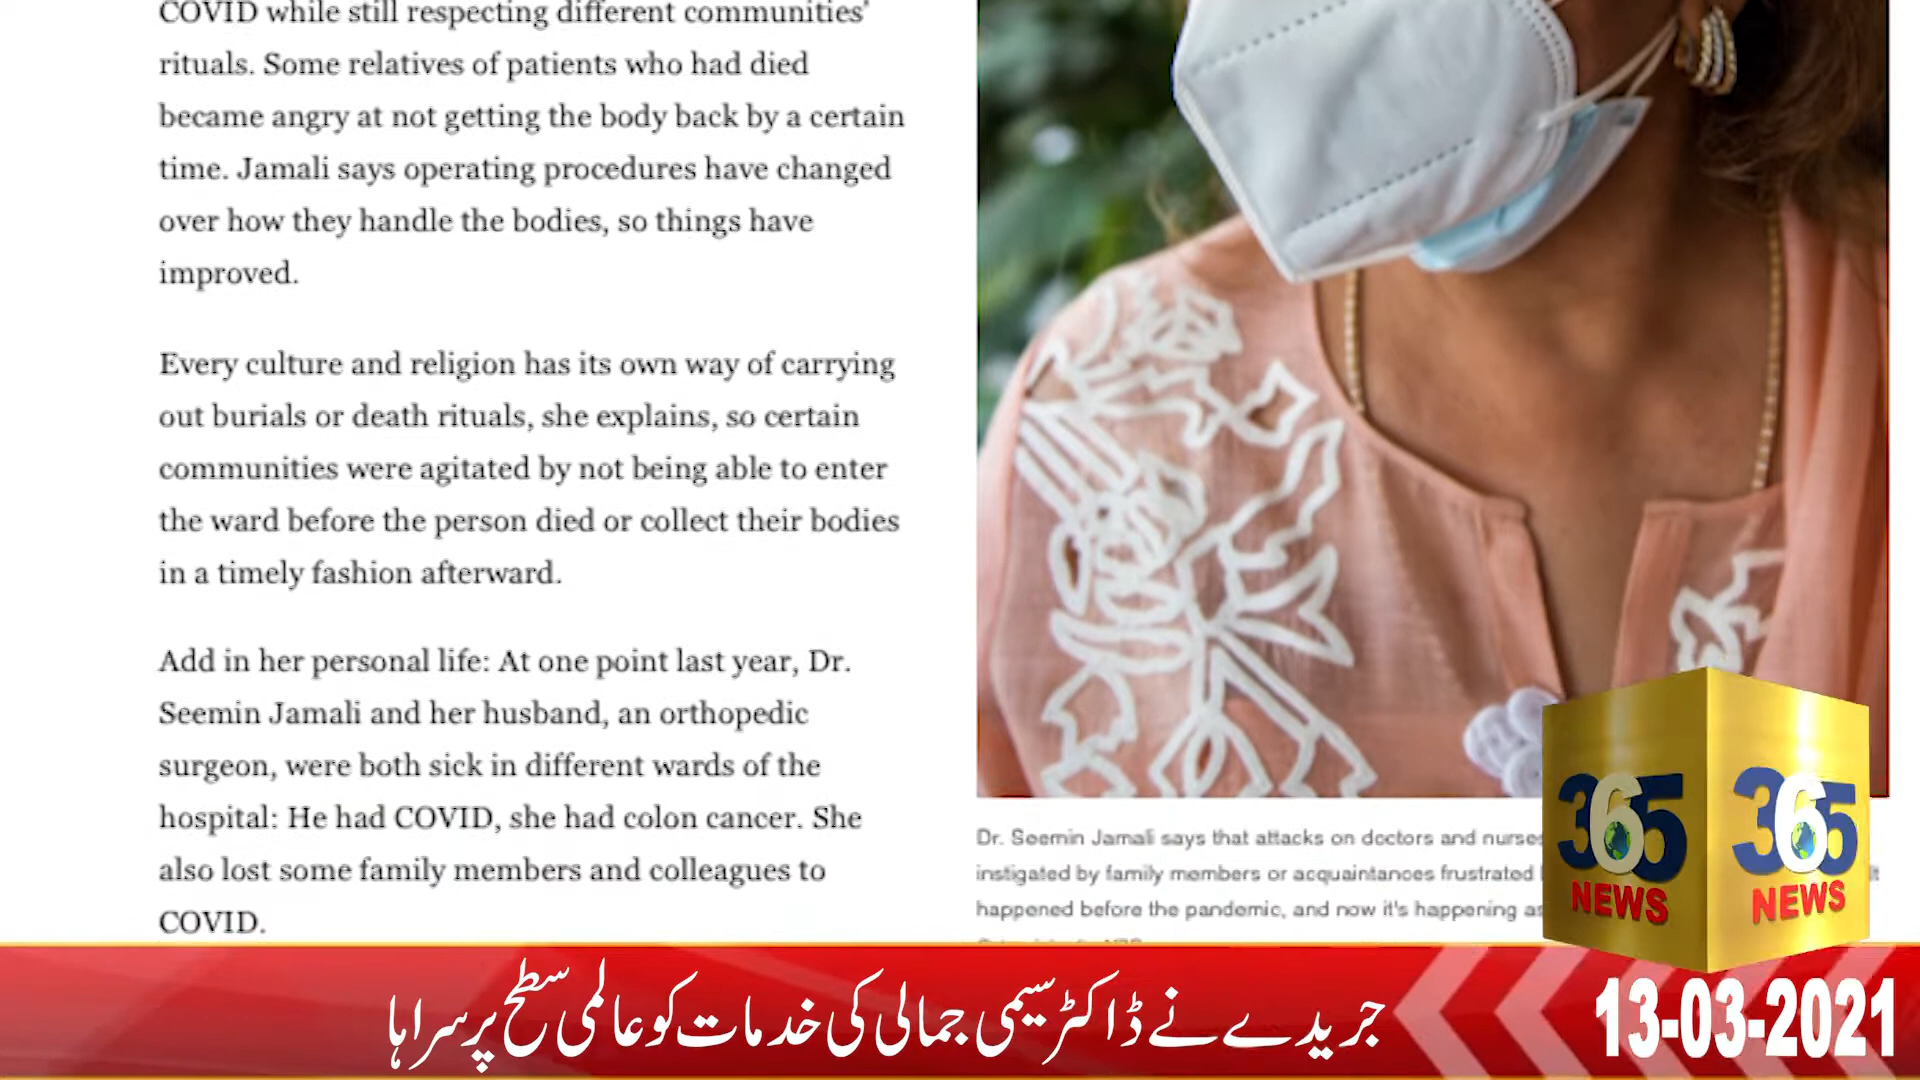 COVID while still respecting different communities'
rituals. Some relatives of patients who had died
became angry at not getting the body back by a certain
time. Jamali says operating procedures have changed
over how they handle the bodies, so things have
improved.
Every culture and religion has its own way of carrying
out burials or death rituals, she explains, so certain
communities were agitated by not being able to enter
the ward before the person died or collect their bodies
in a timely fashion afterward.
Add in her personal life: At one point last year, Dr.
Seemin Jamali and her husband, an orthopedic
surgeon, were both sick in different wards of the
hospital: He had COVID, she had colon cancer. She
also lost some family members and colleagues to
COVID.
Dr. Seemin Jamali says that attacks on doctors and nurses
instigated by family members or acquaintances frustrated
happened before the pandemic, and now it's happening as
365
NEWS
365
NEWS
جریدے نے ڈاکٹر سیمی جمالی کی خدمات کو عالمی سطح پر سراہا
13-03-2021